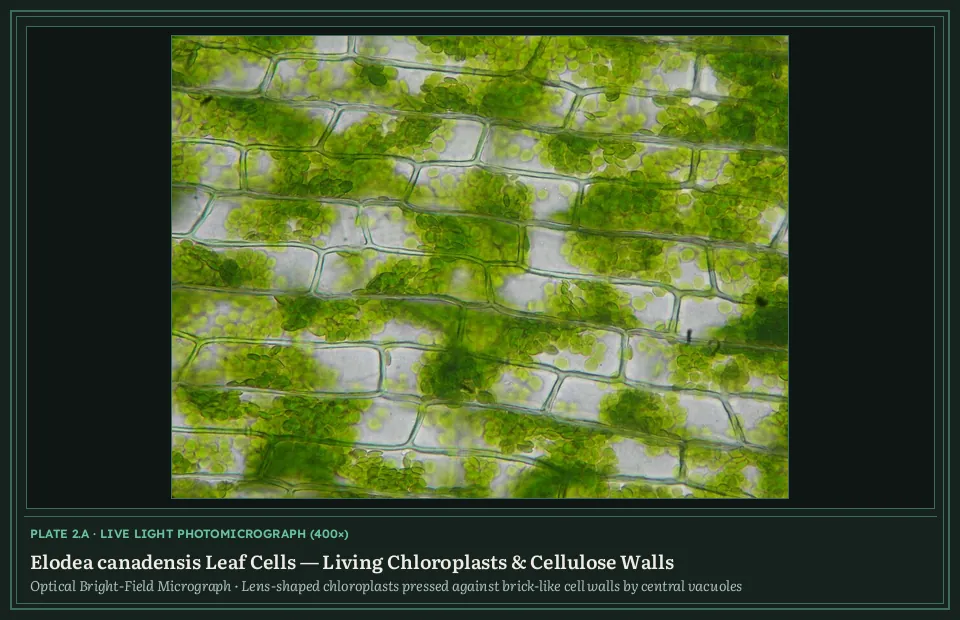 PLATE 2.A · LIVE LIGHT PHOTOMICROGRAPH (400×)
Elodea canadensis Leaf Cells — Living Chloroplasts & Cellulose Walls
Optical Bright-Field Micrograph · Lens-shaped chloroplasts pressed against brick-like cell walls by central vacuoles